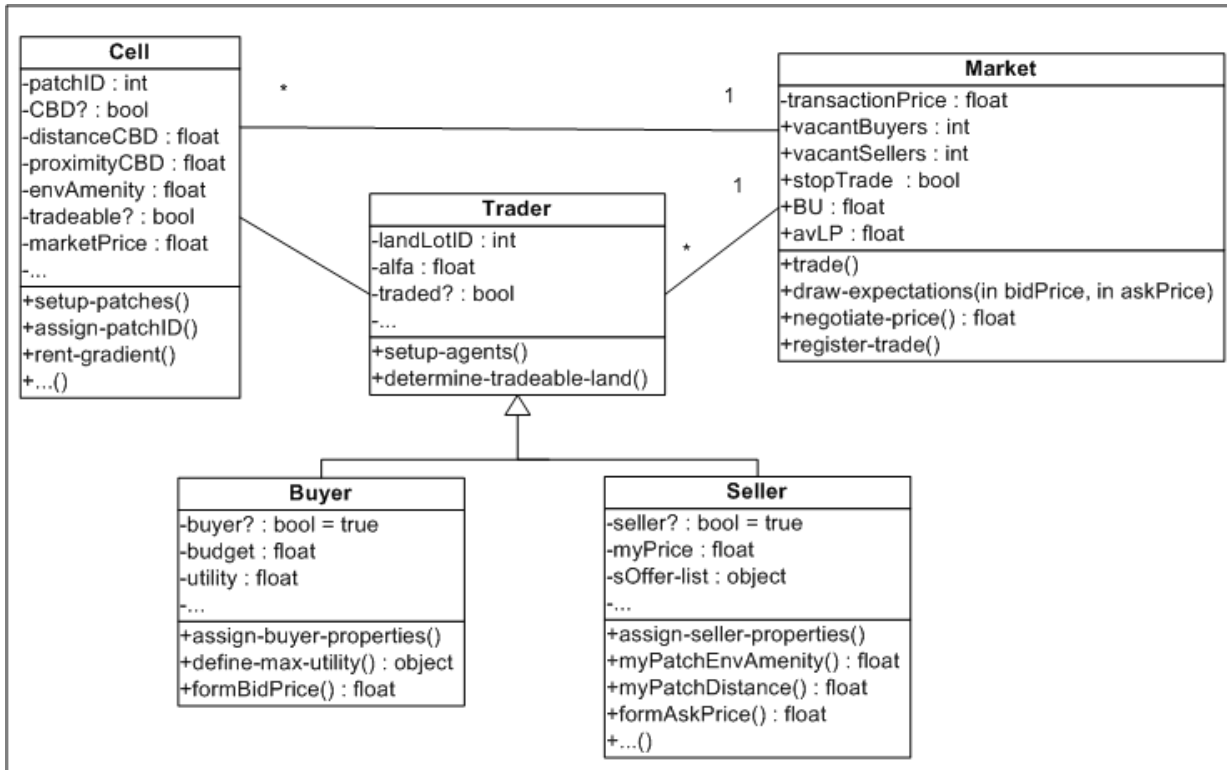 Cell
-patchID : int
-CBD? : bool
-distanceCBD : float
-proximityCBD : float
-envAmenity : float
-tradeable? : bool
-marketPrice : float
-...
+setup-patches()
+assign-patchID()
+rent-gradient()
+...()
*
1
Market
-transactionPrice : float
+vacantBuyers : int
+vacantSellers : int
+stopTrade : bool
+BU : float
+avLP : float
+trade()
+draw-expectations(in bidPrice, in askPrice)
+negotiate-price() : float
+register-trade()
1
*
Trader
-landLotID : int
-alfa : float
-traded? : bool
-...
+setup-agents()
+determine-tradeable-land()
Buyer
-buyer? : bool = true
-budget : float
-utility : float
-...
+assign-buyer-properties()
+define-max-utility() : object
+formBidPrice() : float
Seller
-seller? : bool = true
-myPrice : float
-sOffer-list : object
-...
+assign-seller-properties()
+myPatchEnvAmenity() : float
+myPatchDistance() : float
+formAskPrice() : float
+...()